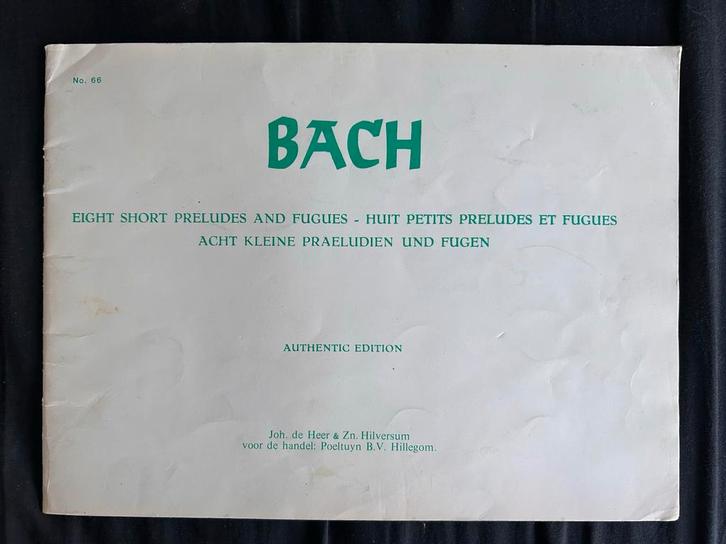 No. 66
BACH
EIGHT SHORT PRELUDES AND FUGUES - HUIT PETITS PRELUDES ET FUGUES
ACHT KLEINE PRAELUDIEN UND FUGEN
AUTHENTIC EDITION
Joh. de Heer & Zn. Hilversum
voor de handel: Poeltuyn B.V. Hillegom.